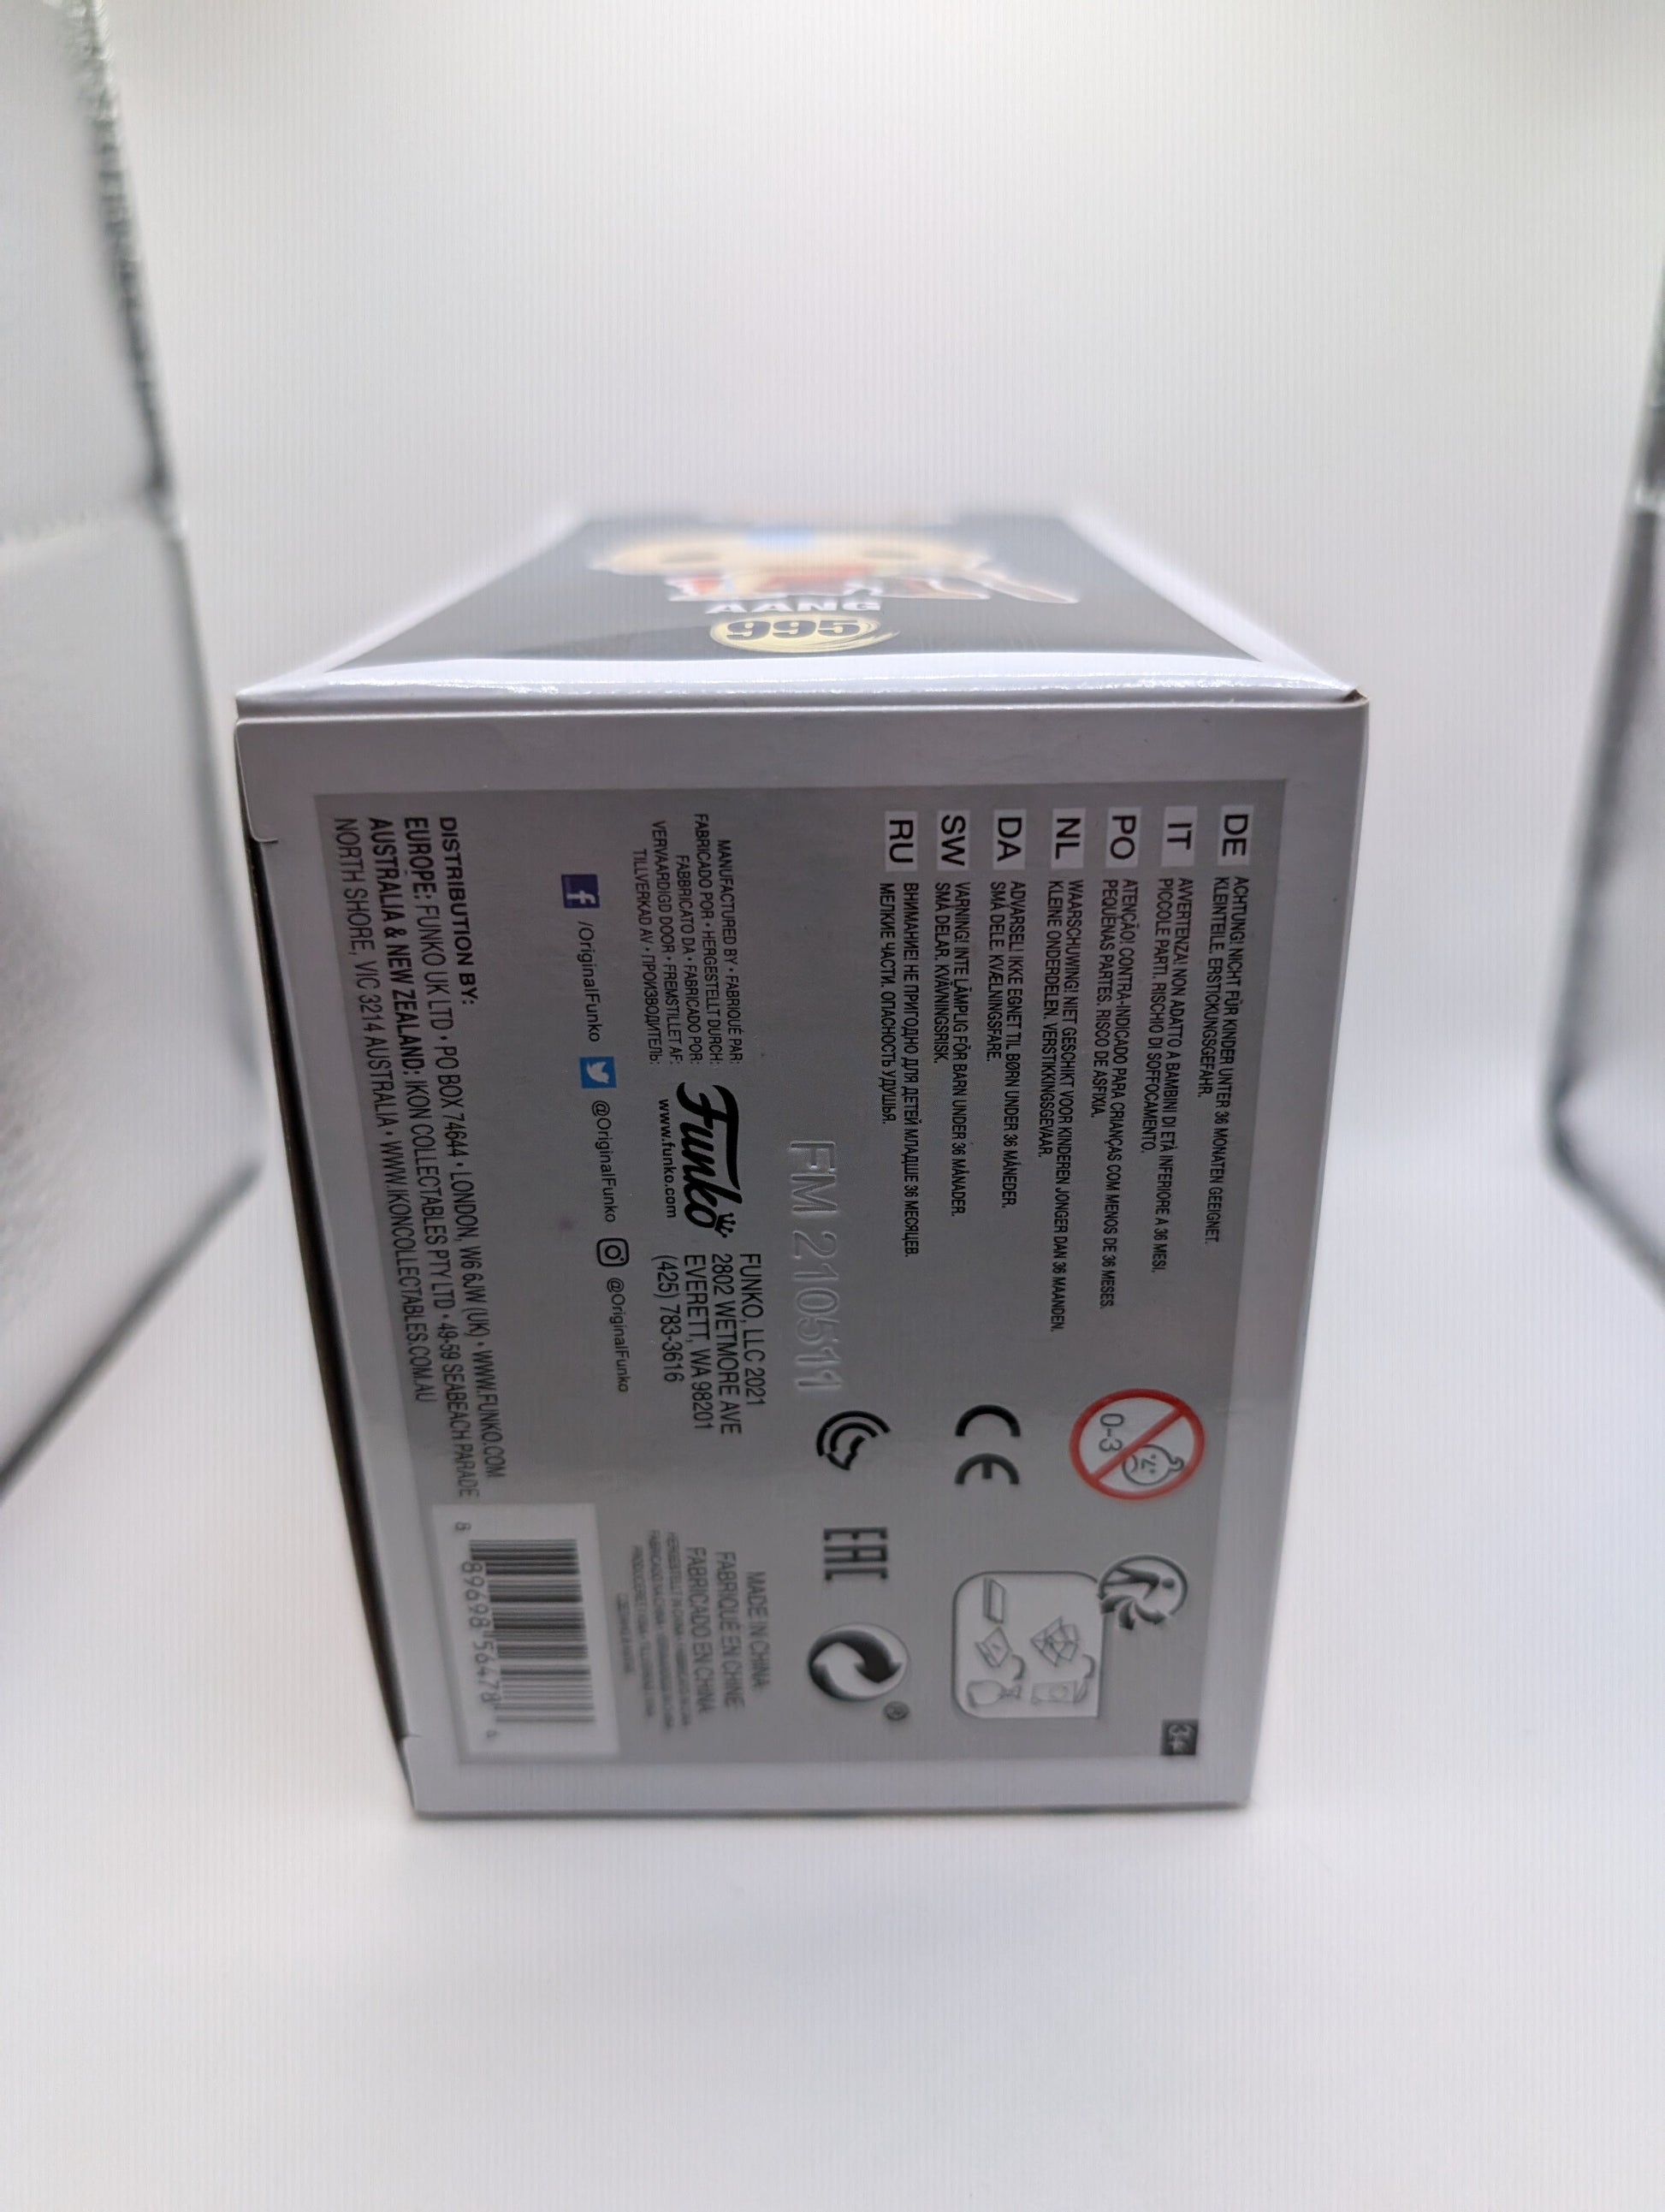 AANG
995
DE
ACHTUNG! NICHT FÜR KINDER UNTER 36 MONATEN GEEIGNET.
KLEINTEILE. ERSTICKUNGSGEFAHR.
IT
AVVERTENZA! NON ADATTO A BAMBINI DI ETÀ INFERIORE A 36 MESI.
PICCOLE PARTI. RISCHIO DI SOFFOCAMENTO.
PO
ATENÇÃO! CONTRA-INDICADO PARA CRIANÇAS COM MENOS DE 36 MESES.
PEQUENAS PARTES. RISCO DE ASFIXIA.
NL
WAARSCHUWING! NIET GESCHIKT VOOR KINDEREN JONGER DAN 36 MAANDEN.
KLEINE ONDERDELEN. VERSTIKKINGSGEVAAR.
DA
ADVARSEL! IKKE EGNET TIL BØRN UNDER 36 MÅNEDER.
SMÅ DELE. KVÆLNINGSFARE.
SW
VARNING! INTE LÄMPLIG FÖR BARN UNDER 36 MÅNADER.
SMÅ DELAR. KVÄVNINGSRISK.
RU
ВНИМАНИЕ! НЕ ПРИГОДНО ДЛЯ ДЕТЕЙ МЛАДШЕ 36 МЕСЯЦЕВ.
МЕЛКИЕ ЧАСТИ. ОПАСНОСТЬ УДУШЬЯ.
0-3
3+
CE
EAC
®
FM 210511
MANUFACTURED BY • FABRIQUÉ PAR:
FABRICADO POR • HERGESTELLT DURCH:
FABBRICATO DA • FABRICADO POR:
VERVAARDIGD DOOR • FREMSTILLET AF:
TILLVERKAD AV • ПРОИЗВОДИТЕЛЬ:
Funko
www.funko.com
FUNKO, LLC 2021
2802 WETMORE AVE
EVERETT, WA 98201
(425) 783-3616
MADE IN CHINA
FABRIQUÉ EN CHINE
FABRICADO EN CHINA
f /OriginalFunko @OriginalFunko @OriginalFunko
DISTRIBUTION BY:
EUROPE: FUNKO UK LTD • PO BOX 74644 • LONDON, W6 6JW (UK) • WWW.FUNKO.COM
AUSTRALIA & NEW ZEALAND: IKON COLLECTABLES PTY LTD • 49-59 SEABEACH PARADE
NORTH SHORE, VIC 3214 AUSTRALIA • WWW.IKONCOLLECTABLES.COM.AU
8 89698 56478